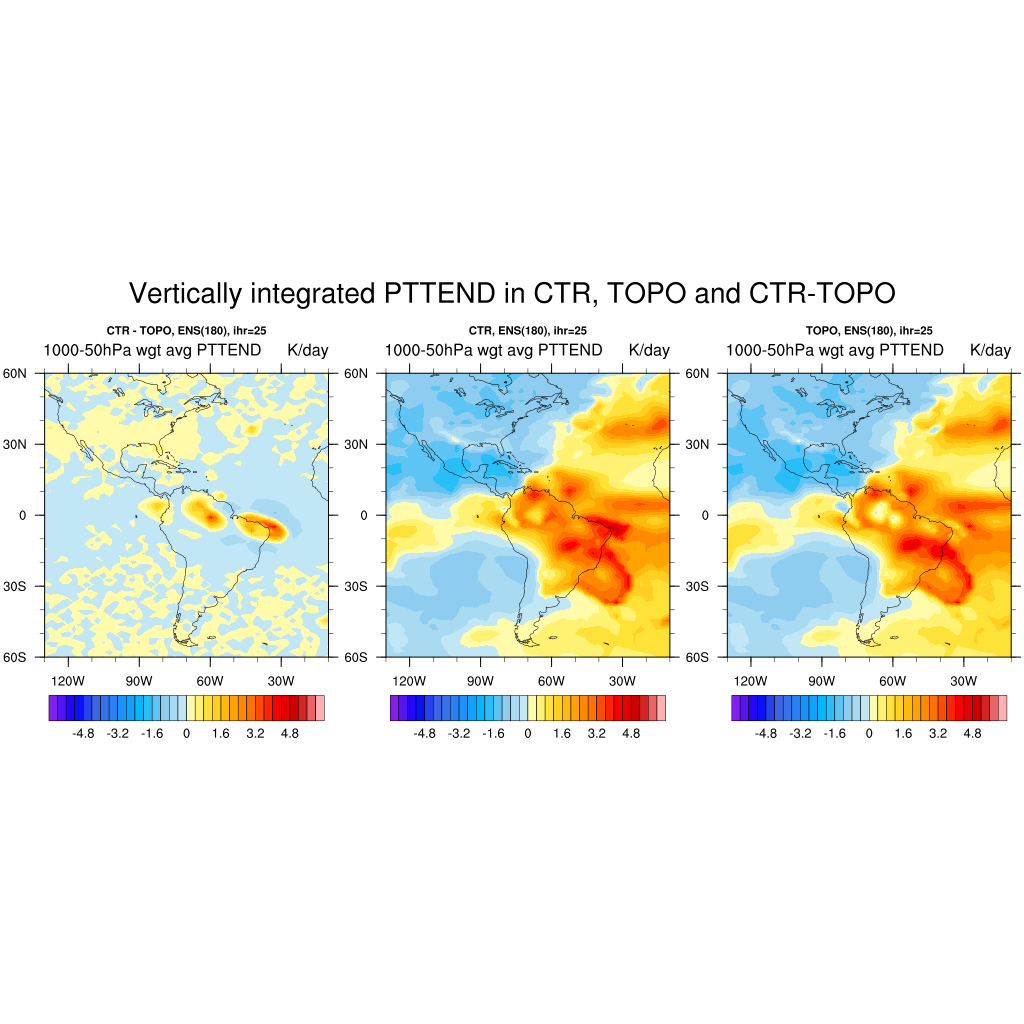 Vertically integrated PTTEND in CTR, TOPO and CTR-TOPO
CTR - TOPO, ENS(180), ihr=25
1000-50hPa wgt avg PTTEND K/day
60N
30N
0
30S
60S
120W 90W 60W 30W
-4.8 -3.2 -1.6 0 1.6 3.2 4.8
CTR, ENS(180), ihr=25
1000-50hPa wgt avg PTTEND K/day
60N
30N
0
30S
60S
120W 90W 60W 30W
-4.8 -3.2 -1.6 0 1.6 3.2 4.8
TOPO, ENS(180), ihr=25
1000-50hPa wgt avg PTTEND K/day
60N
30N
0
30S
60S
120W 90W 60W 30W
-4.8 -3.2 -1.6 0 1.6 3.2 4.8